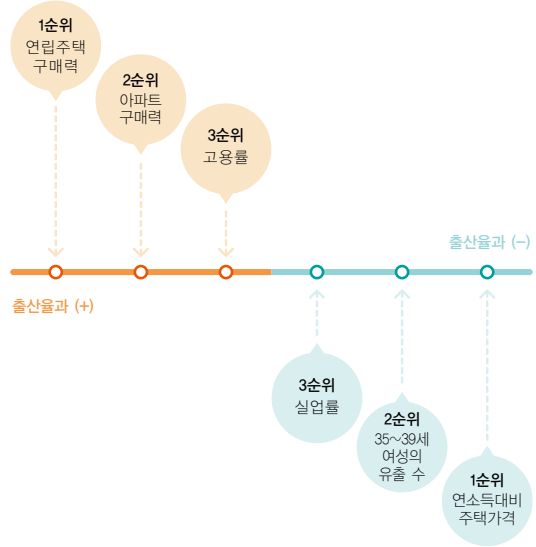 1순위
연립주택
구매력
2순위
아파트
구매력
3순위
고용률
출산율과 (−)
출산율과 (+)
3순위
실업률
2순위
35~39세
여성의
유출 수
1순위
연소득대비
주택가격